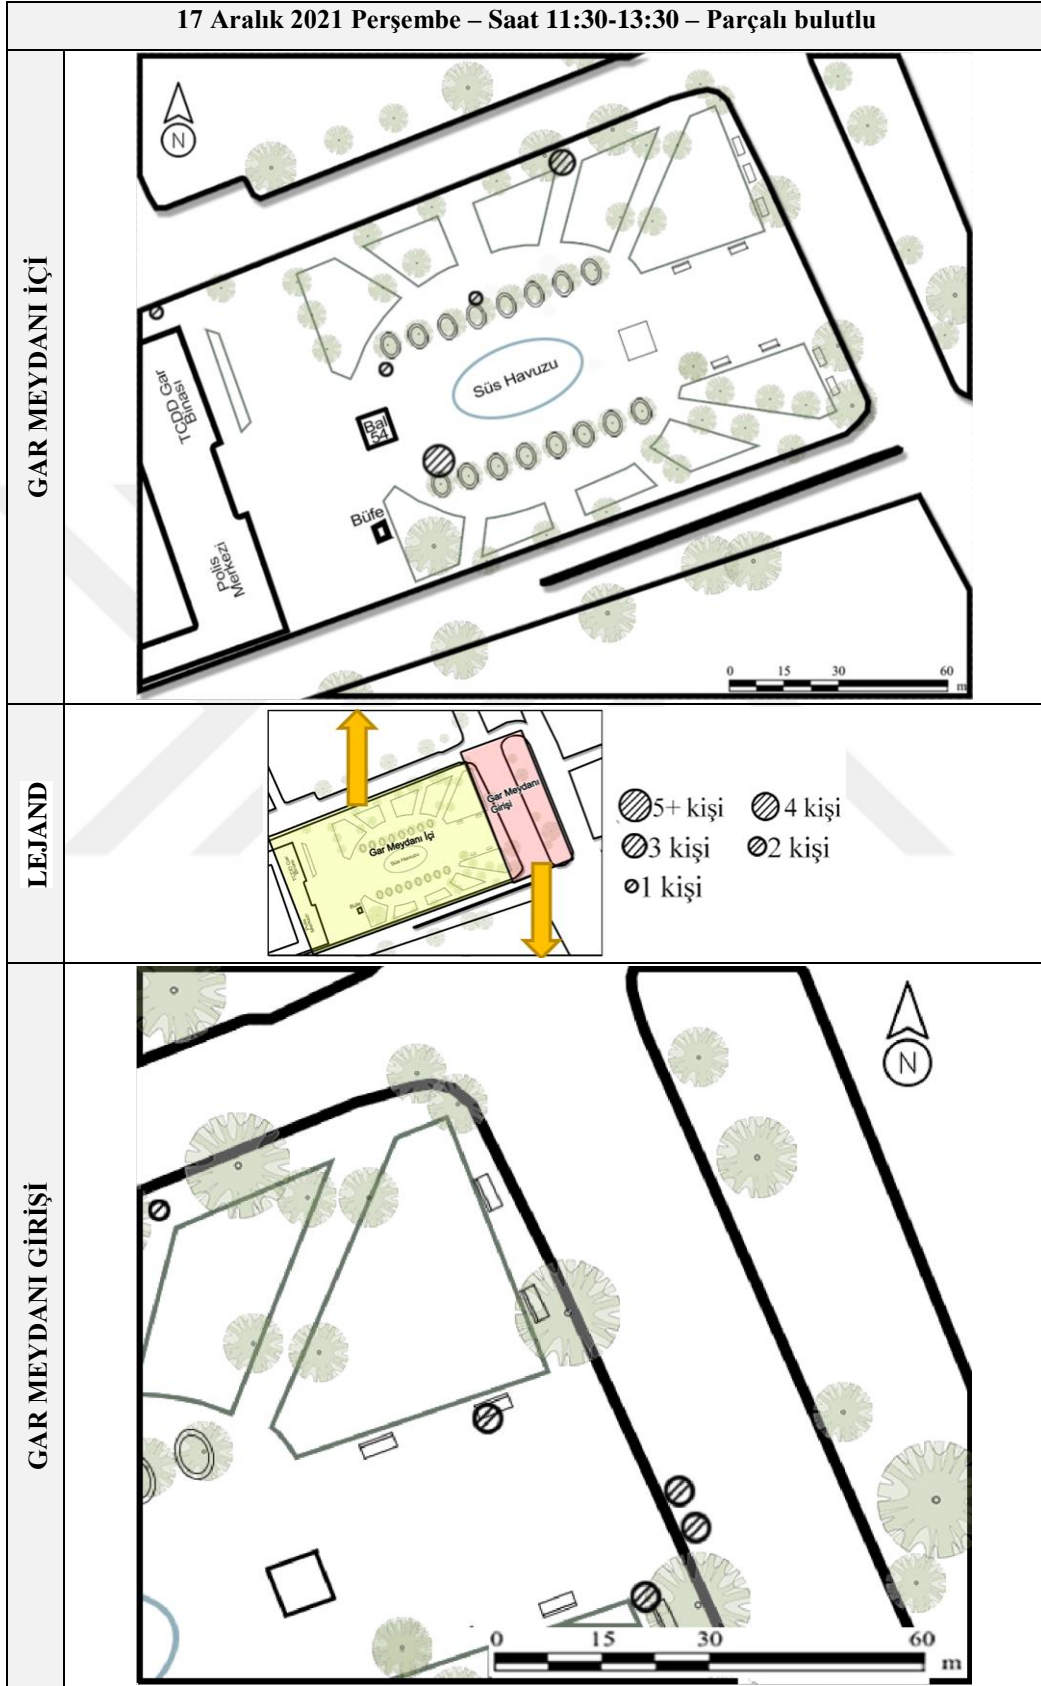 17 Aralık 2021 Perşembe – Saat 11:30-13:30 – Parçalı bulutlu
GAR MEYDANI İÇİ
N
TCDD Gar
Binası
Süs Havuzu
Bal
54
Büfe
Polis
Merkezi
0 15 30 60
m
LEJAND
Gar Meydanı
Girişi
Gar Meydanı İçi
Süs Havuzu
Büfe
5+ kişi 4 kişi
3 kişi 2 kişi
1 kişi
GAR MEYDANI GİRİŞİ
N
0 15 30 60
m